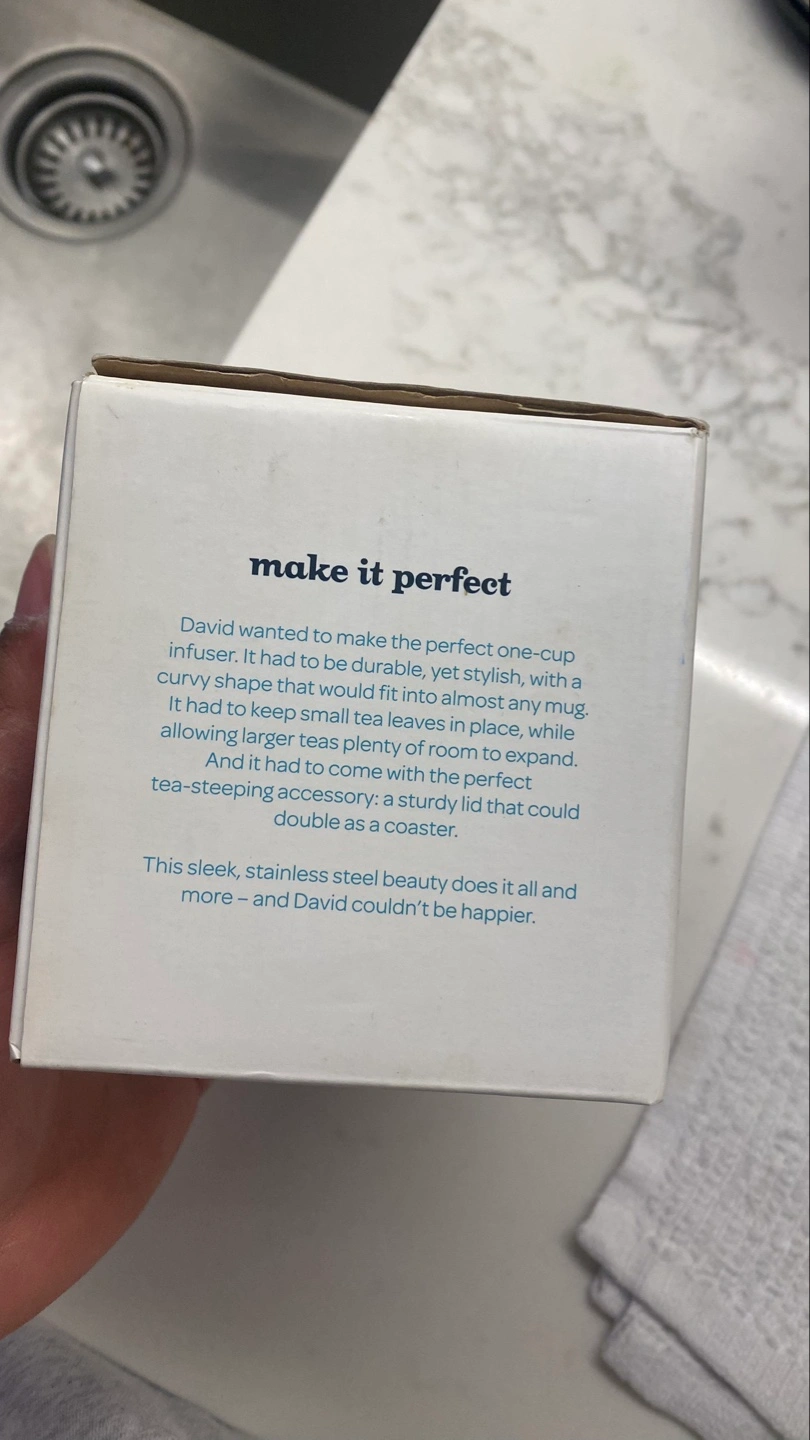 make it perfect
David wanted to make the perfect one-cup
infuser. It had to be durable, yet stylish, with a
curvy shape that would fit into almost any mug.
It had to keep small tea leaves in place, while
allowing larger teas plenty of room to expand.
And it had to come with the perfect
tea-steeping accessory: a sturdy lid that could
double as a coaster.
This sleek, stainless steel beauty does it all and
more – and David couldn't be happier.